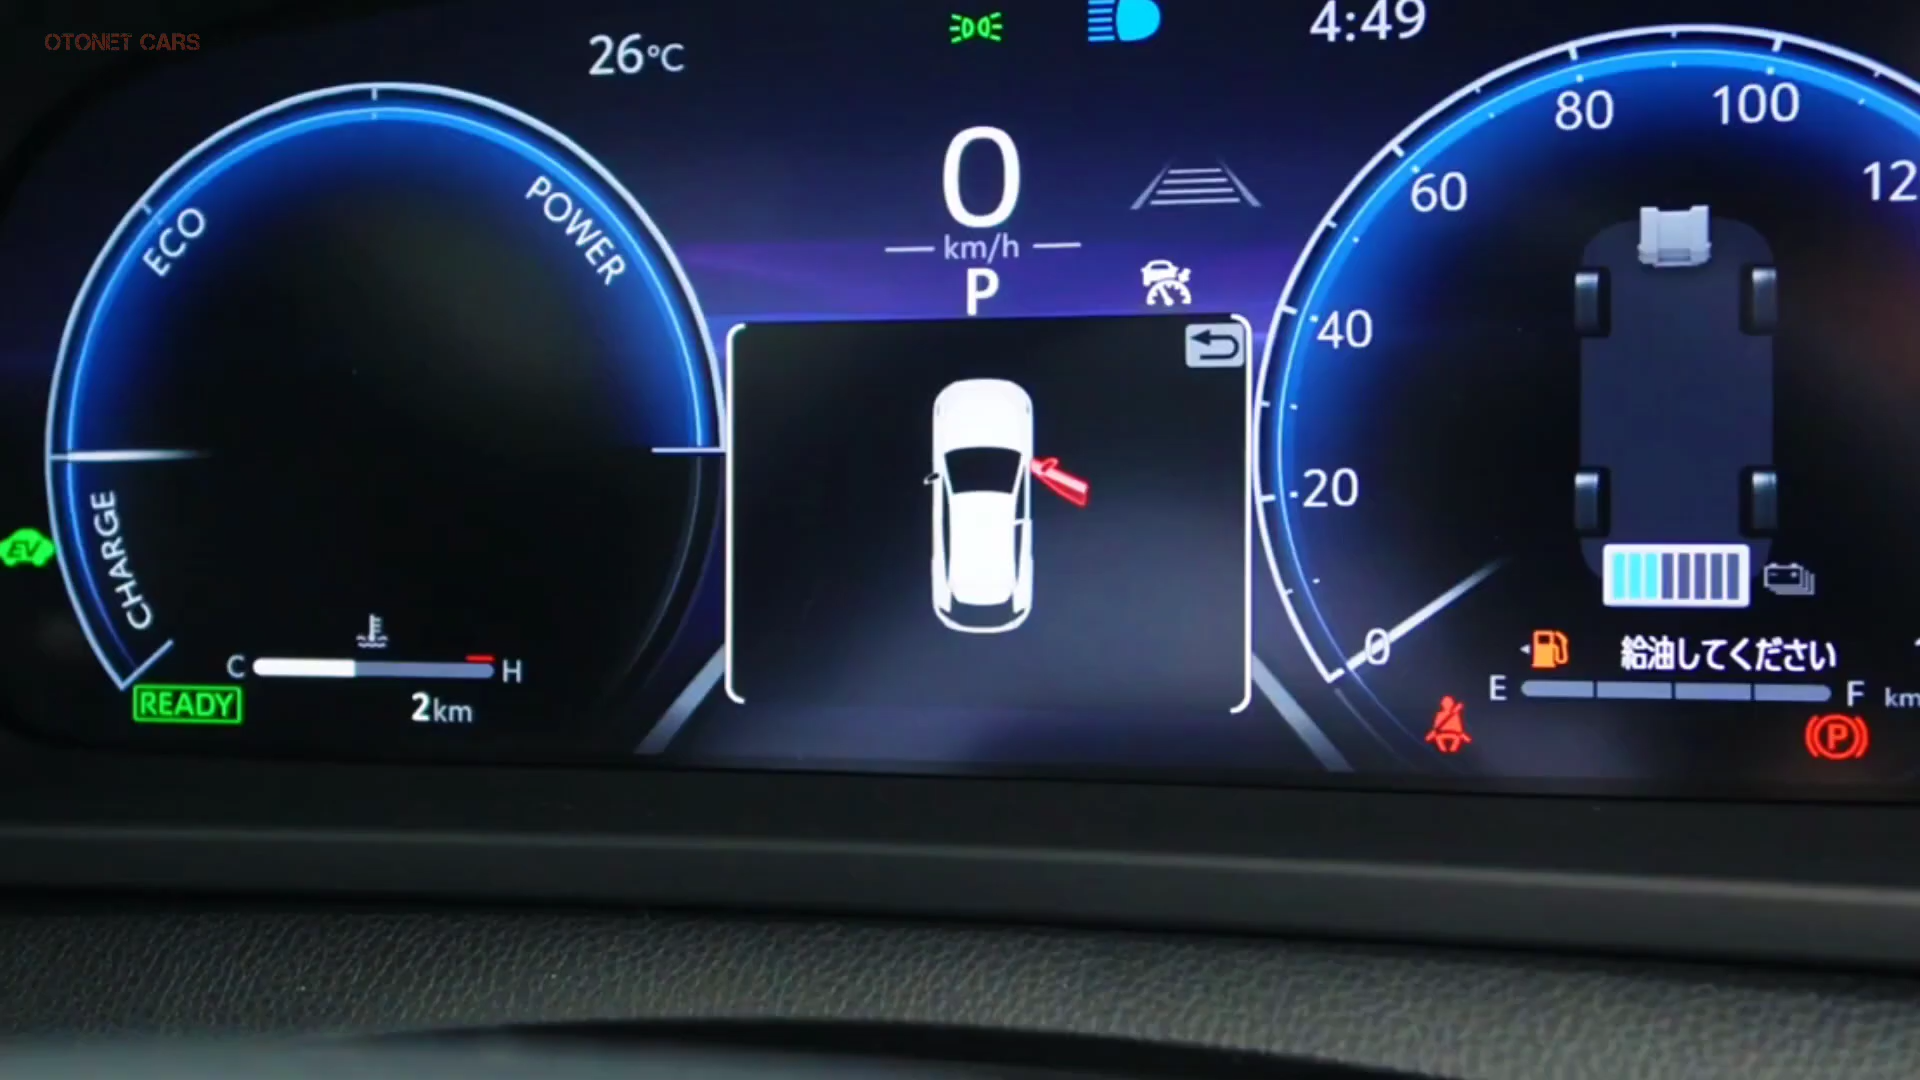 OTONET CARS
26°C
4:49
0
km/h
P
ECO
POWER
CHARGE
EV
READY
C
H
2km
0
20
40
60
80
100
12
給油してください
E
F
km
P